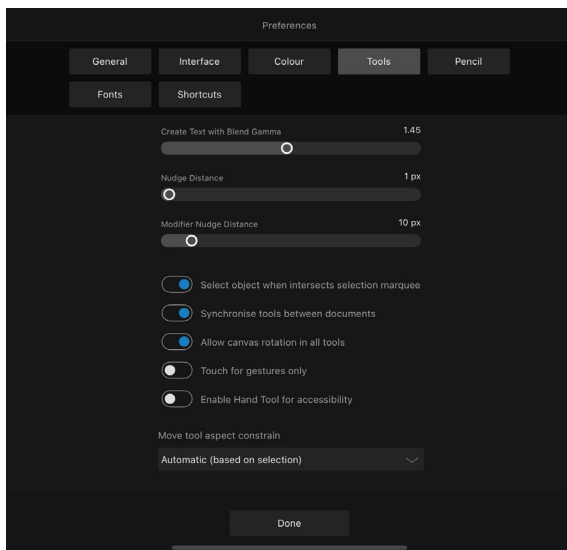 Preferences
General Interface Colour Tools Pencil
Fonts Shortcuts
Create Text with Blend Gamma 1.45
Nudge Distance 1 px
Modifier Nudge Distance 10 px
Select object when intersects selection marquee
Synchronise tools between documents
Allow canvas rotation in all tools
Touch for gestures only
Enable Hand Tool for accessibility
Move tool aspect constrain
Automatic (based on selection)
Done